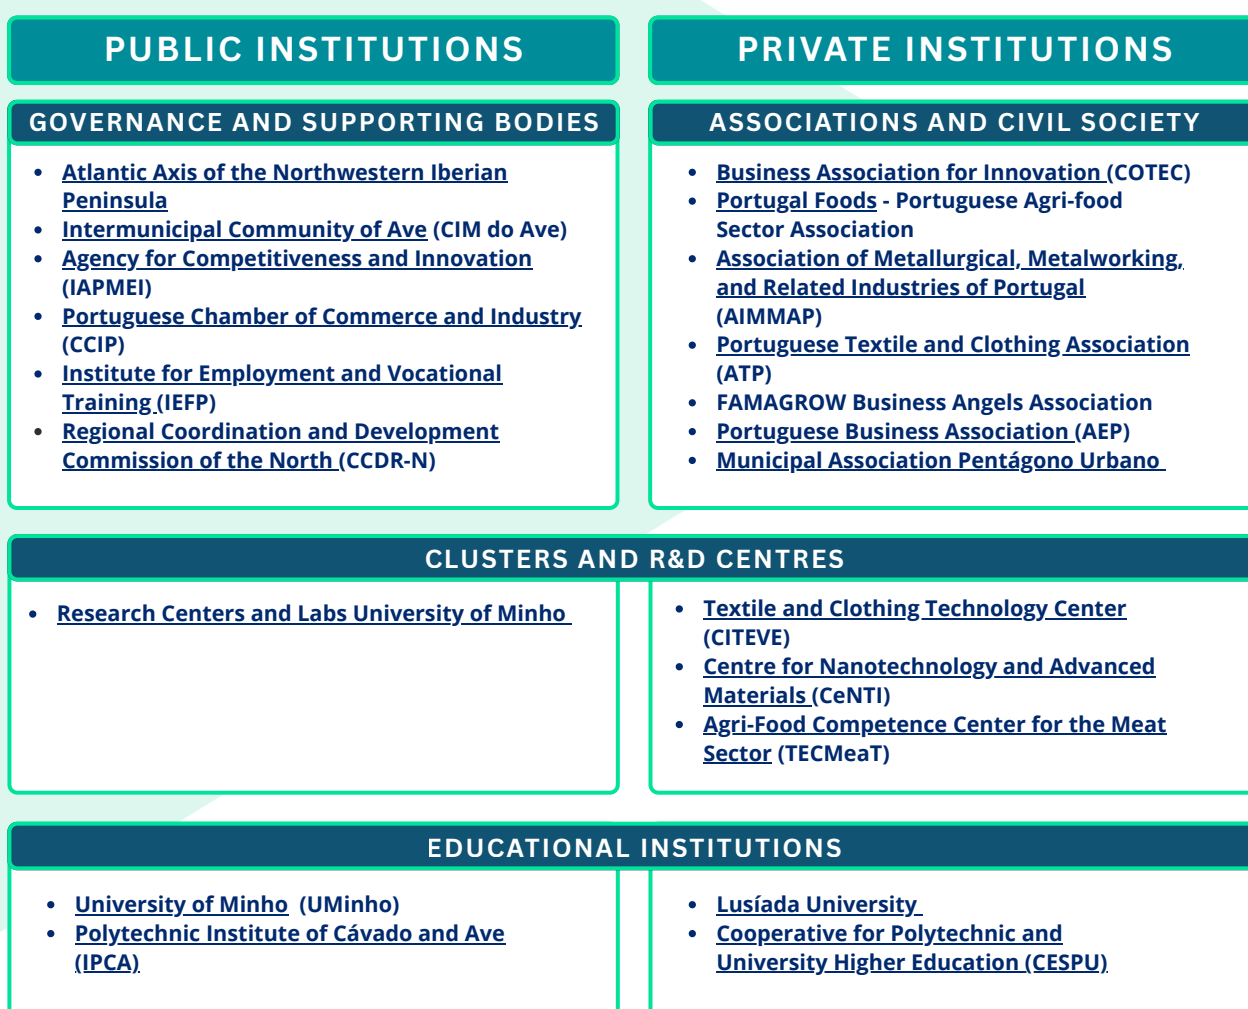 PUBLIC INSTITUTIONS
PRIVATE INSTITUTIONS
GOVERNANCE AND SUPPORTING BODIES
• Atlantic Axis of the Northwestern Iberian
Peninsula
• Intermunicipal Community of Ave (CIM do Ave)
• Agency for Competitiveness and Innovation
(IAPMEI)
• Portuguese Chamber of Commerce and Industry
(CCIP)
• Institute for Employment and Vocational
Training (IEFP)
• Regional Coordination and Development
Commission of the North (CCDR-N)
ASSOCIATIONS AND CIVIL SOCIETY
• Business Association for Innovation (COTEC)
• Portugal Foods - Portuguese Agri-food
Sector Association
• Association of Metallurgical, Metalworking,
and Related Industries of Portugal
(AIMMAP)
• Portuguese Textile and Clothing Association
(ATP)
• FAMAGROW Business Angels Association
• Portuguese Business Association (AEP)
• Municipal Association Pentágono Urbano
CLUSTERS AND R&D CENTRES
• Research Centers and Labs University of Minho
• Textile and Clothing Technology Center
(CITEVE)
• Centre for Nanotechnology and Advanced
Materials (CeNTI)
• Agri-Food Competence Center for the Meat
Sector (TECMeaT)
EDUCATIONAL INSTITUTIONS
• University of Minho (UMinho)
• Polytechnic Institute of Cávado and Ave
(IPCA)
• Lusíada University
• Cooperative for Polytechnic and
University Higher Education (CESPU)